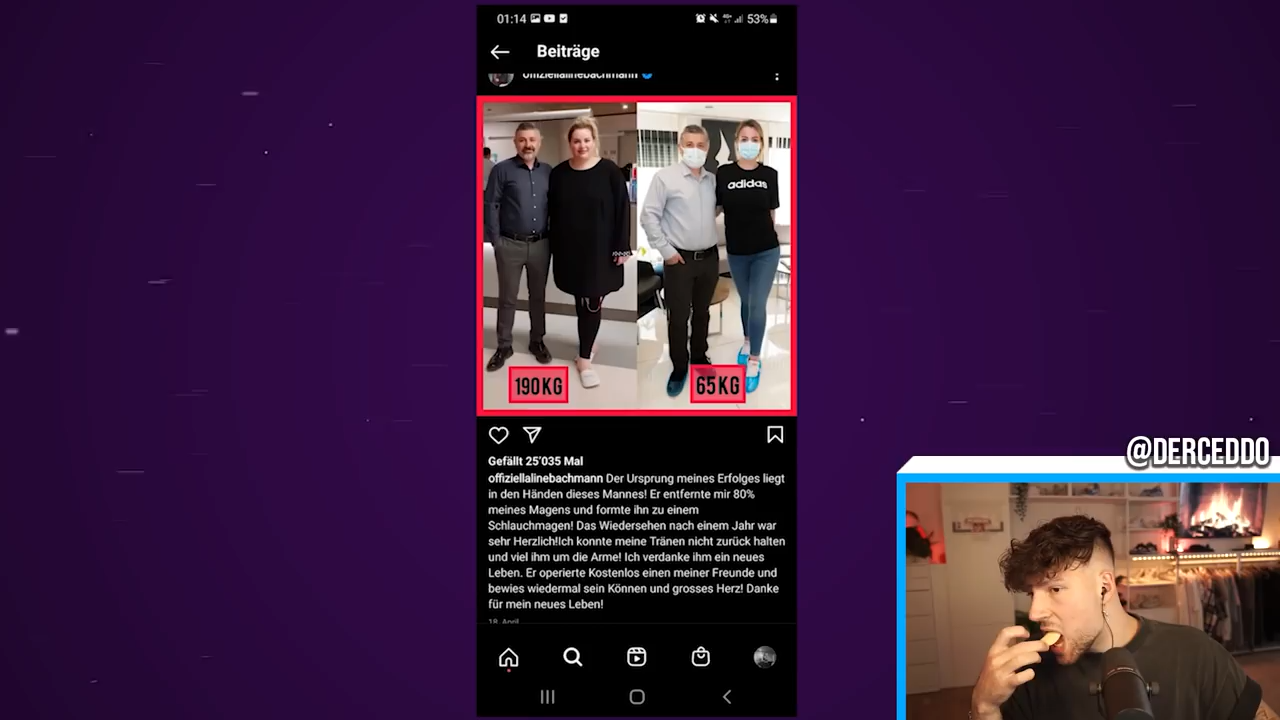 01:14
53%
Beiträge
offiziellalinebachmann
adidas
190KG
65KG
Gefällt 25'035 Mal
offiziellalinebachmann Der Ursprung meines Erfolges liegt
in den Händen dieses Mannes! Er entfernte mir 80%
meines Magens und formte ihn zu einem
Schlauchmagen! Das Wiedersehen nach einem Jahr war
sehr Herzlich!Ich konnte meine Tränen nicht zurück halten
und viel ihm um die Arme! Ich verdanke ihm ein neues
Leben. Er operierte Kostenlos einen meiner Freunde und
bewies wiedermal sein Können und grosses Herz! Danke
für mein neues Leben!
18. April
@DERCEDDO